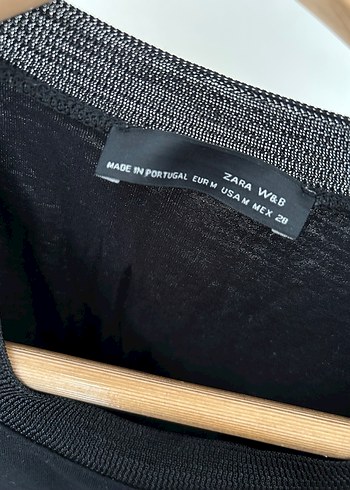 ZARA W&B
MADE IN PORTUGAL EUR M USA M MEX 28